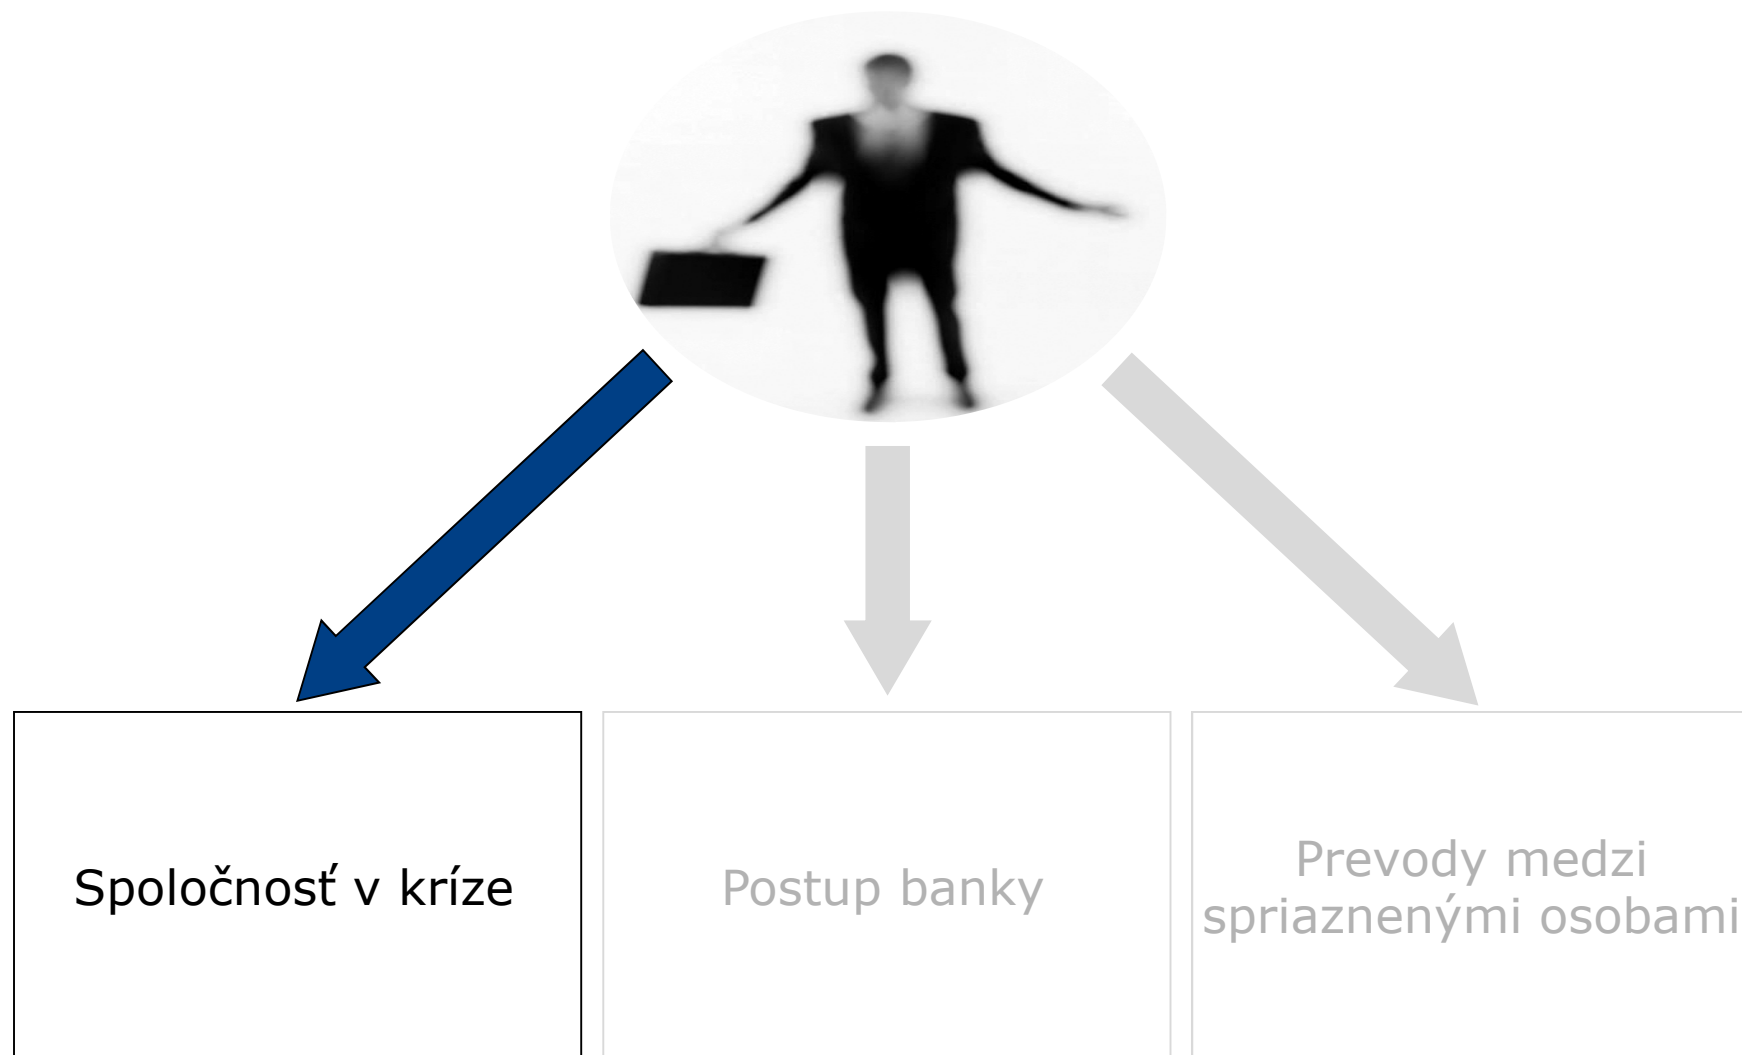 Spoločnosť v kríze
Postup banky
Prevody medzi
spriaznenými osobami